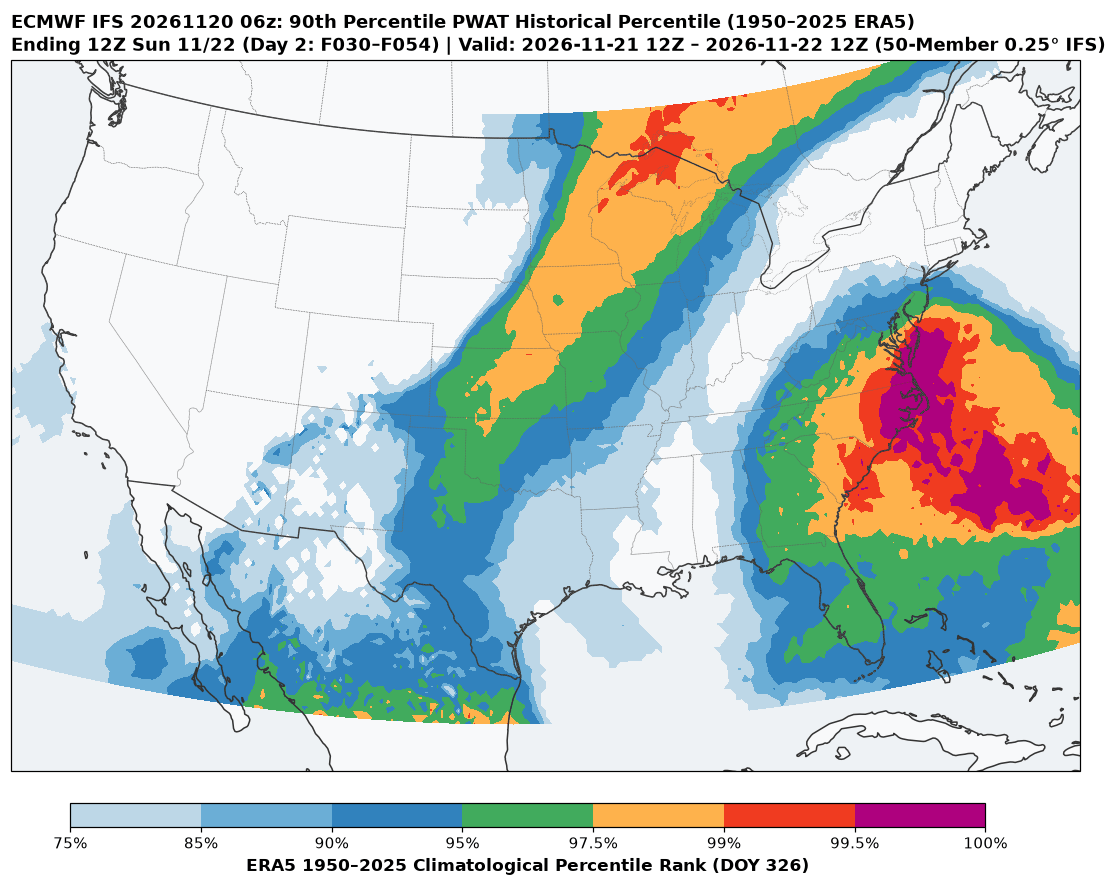 ECMWF IFS 20261120 06z: 90th Percentile PWAT Historical Percentile (1950–2025 ERA5)
Ending 12Z Sun 11/22 (Day 2: F030–F054) | Valid: 2026-11-21 12Z – 2026-11-22 12Z (50-Member 0.25° IFS)
75% 85% 90% 95% 97.5% 99% 99.5% 100%
ERA5 1950–2025 Climatological Percentile Rank (DOY 326)